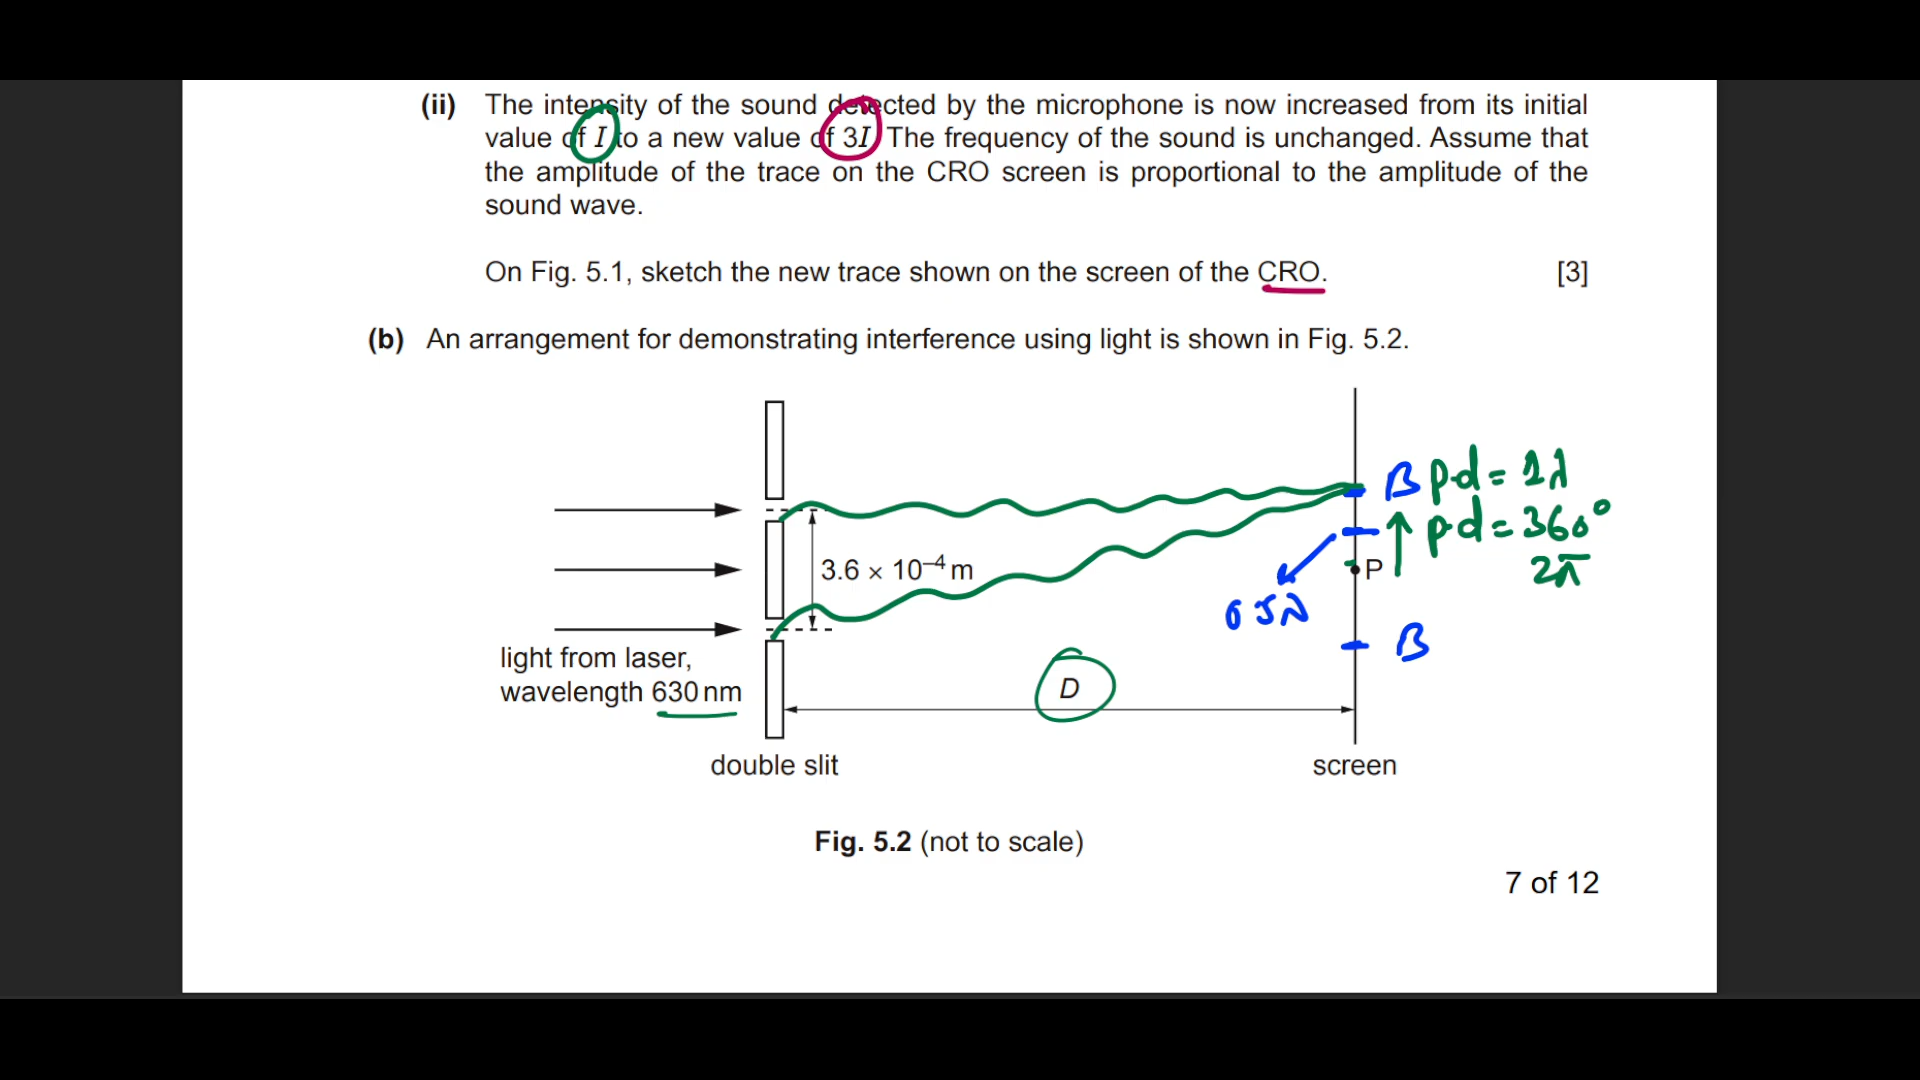 (ii) The intensity of the sound detected by the microphone is now increased from its initial
value of I to a new value of 3I. The frequency of the sound is unchanged. Assume that
the amplitude of the trace on the CRO screen is proportional to the amplitude of the
sound wave.
On Fig. 5.1, sketch the new trace shown on the screen of the CRO. [3]
(b) An arrangement for demonstrating interference using light is shown in Fig. 5.2.
B p.d = 1λ
p.d = 360°
2π
3.6 × 10⁻⁴ m
P
0.5λ
B
light from laser,
wavelength 630 nm
D
double slit
screen
Fig. 5.2 (not to scale)
7 of 12